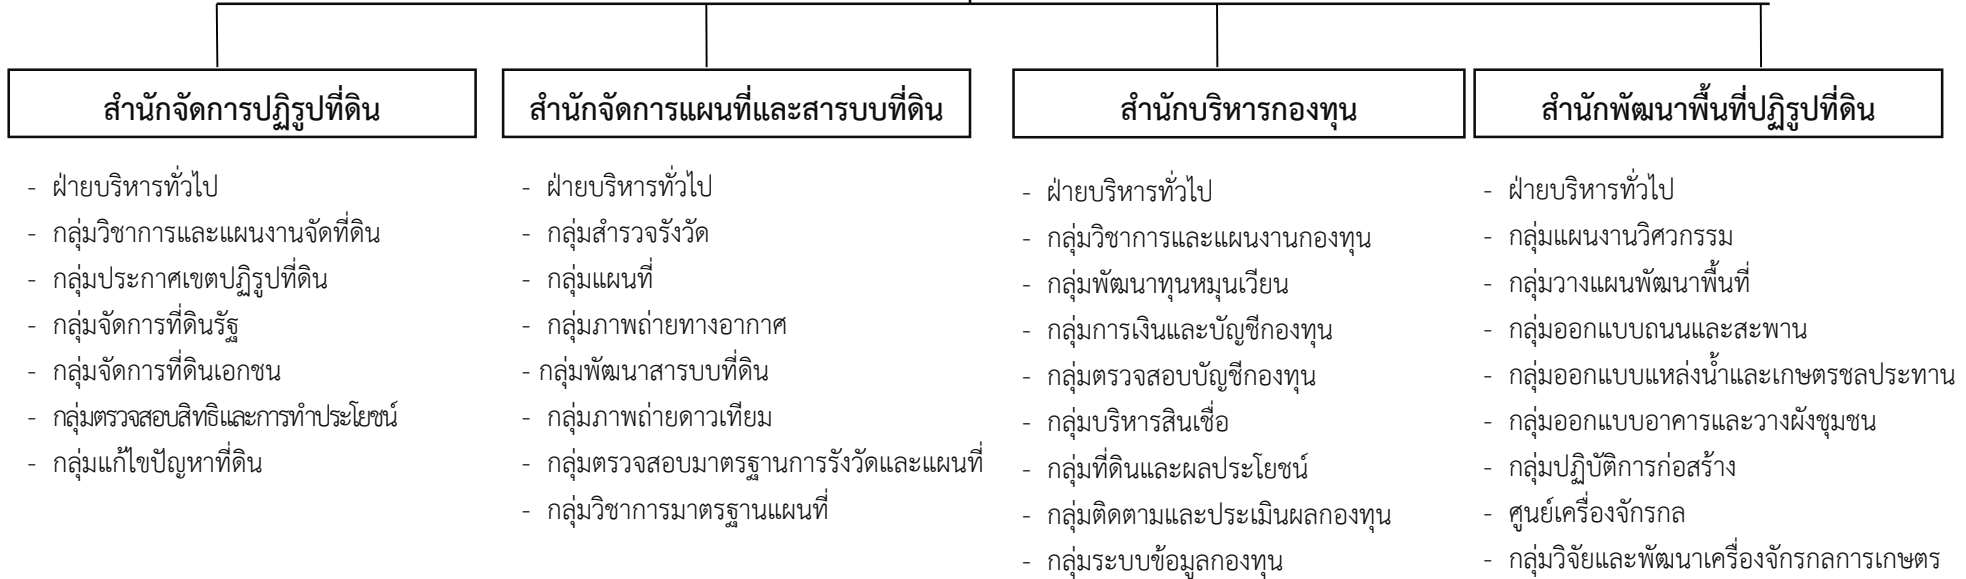 สำนักจัดการปฏิรูปที่ดิน
- ฝ่ายบริหารทั่วไป
- กลุ่มวิชาการและแผนงานจัดที่ดิน
- กลุ่มประกาศเขตปฏิรูปที่ดิน
- กลุ่มจัดการที่ดินรัฐ
- กลุ่มจัดการที่ดินเอกชน
- กลุ่มตรวจสอบสิทธิและการทำประโยชน์
- กลุ่มแก้ไขปัญหาที่ดิน
สำนักจัดการแผนที่และสารบบที่ดิน
- ฝ่ายบริหารทั่วไป
- กลุ่มสำรวจรังวัด
- กลุ่มแผนที่
- กลุ่มภาพถ่ายทางอากาศ
- กลุ่มพัฒนาสารบบที่ดิน
- กลุ่มภาพถ่ายดาวเทียม
- กลุ่มตรวจสอบมาตรฐานการรังวัดและแผนที่
- กลุ่มวิชาการมาตรฐานแผนที่
สำนักบริหารกองทุน
- ฝ่ายบริหารทั่วไป
- กลุ่มวิชาการและแผนงานกองทุน
- กลุ่มพัฒนาทุนหมุนเวียน
- กลุ่มการเงินและบัญชีกองทุน
- กลุ่มตรวจสอบบัญชีกองทุน
- กลุ่มบริหารสินเชื่อ
- กลุ่มที่ดินและผลประโยชน์
- กลุ่มติดตามและประเมินผลกองทุน
- กลุ่มระบบข้อมูลกองทุน
สำนักพัฒนาพื้นที่ปฏิรูปที่ดิน
- ฝ่ายบริหารทั่วไป
- กลุ่มแผนงานวิศวกรรม
- กลุ่มวางแผนพัฒนาพื้นที่
- กลุ่มออกแบบถนนและสะพาน
- กลุ่มออกแบบแหล่งน้ำและเกษตรชลประทาน
- กลุ่มออกแบบอาคารและวางผังชุมชน
- กลุ่มปฏิบัติการก่อสร้าง
- ศูนย์เครื่องจักรกล
- กลุ่มวิจัยและพัฒนาเครื่องจักรกลการเกษตร